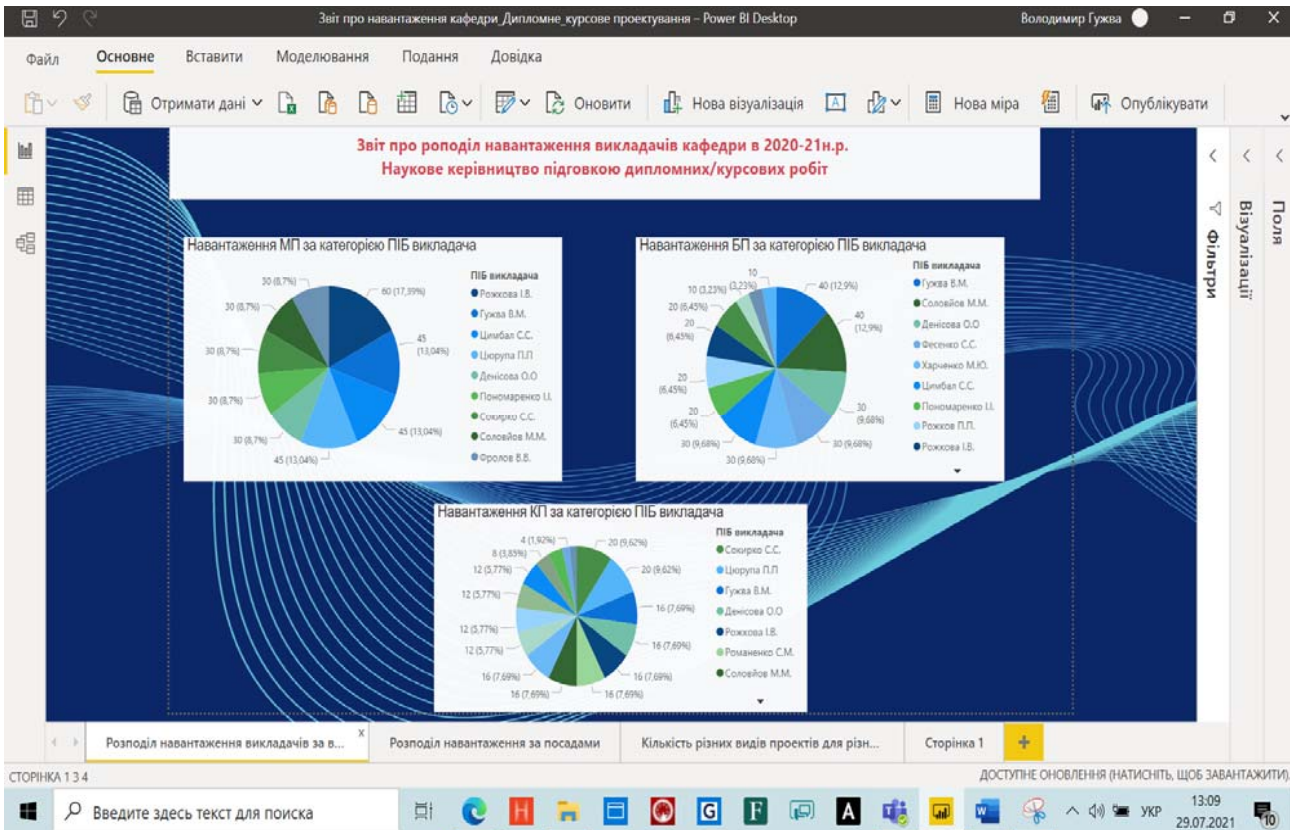 Звіт про навантаження кафедри_Дипломне_курсове проектування – Power BI Desktop
Володимир Гужва
Файл
Основне
Вставити
Моделювання
Подання
Довідка
Отримати дані
Оновити
Нова візуалізація
Нова міра
Опублікувати
Звіт про роподіл навантаження викладачів кафедри в 2020-21н.р.
Наукове керівництво підговкою дипломних/курсових робіт
Фільтри
Візуалізації
Поля
Навантаження МП за категорією ПІБ викладача
30 (8,7%)
60 (17,39%)
30 (8,7%)
45
(13,04%)
30 (8,7%)
30 (8,7%)
45 (13,04%)
30 (8,7%)
45 (13,04%)
ПІБ викладача
Рожкова І.В.
Гужва В.М.
Цимбал С.С.
Цюрупа П.П
Денісова О.О
Пономаренко І.І.
Сокирко С.С.
Соловйов М.М.
Фролов В.В.
Навантаження БП за категорією ПІБ викладача
10
10 (3,23%)
(3,23%)
40 (12,9%)
20 (6,45%)
40
(12,9%)
20
(6,45%)
20
(6,45%)
30
(9,68%)
20
(6,45%)
30 (9,68%)
30 (9,68%)
30 (9,68%)
ПІБ викладача
Гужва В.М.
Соловйов М.М.
Денісова О.О
Фесенко С.С.
Харченко М.Ю.
Цимбал С.С.
Пономаренко І.І.
Рожков П.П.
Рожкова І.В.
Навантаження КП за категорією ПІБ викладача
4 (1,92%)
20 (9,62%)
8 (3,85%)
12 (5,77%)
20 (9,62%)
12 (5,77%)
16 (7,69%)
12 (5,77%)
12 (5,77%)
16 (7,69%)
16 (7,69%)
16 (7,69%)
16 (7,69%)
16 (7,69%)
ПІБ викладача
Сокирко С.С.
Цюрупа П.П
Гужва В.М.
Денісова О.О
Рожкова І.В.
Романенко С.М.
Соловйов М.М.
Розподіл навантаження викладачів за в...
x
Розподіл навантаження за посадами
Кількість різних видів проектів для різн...
Сторінка 1
СТОРІНКА 1 З 4
ДОСТУПНЕ ОНОВЛЕННЯ (НАТИСНІТЬ, ЩОБ ЗАВАНТАЖИТИ).
Введите здесь текст для поиска
УКР
13:09
29.07.2021